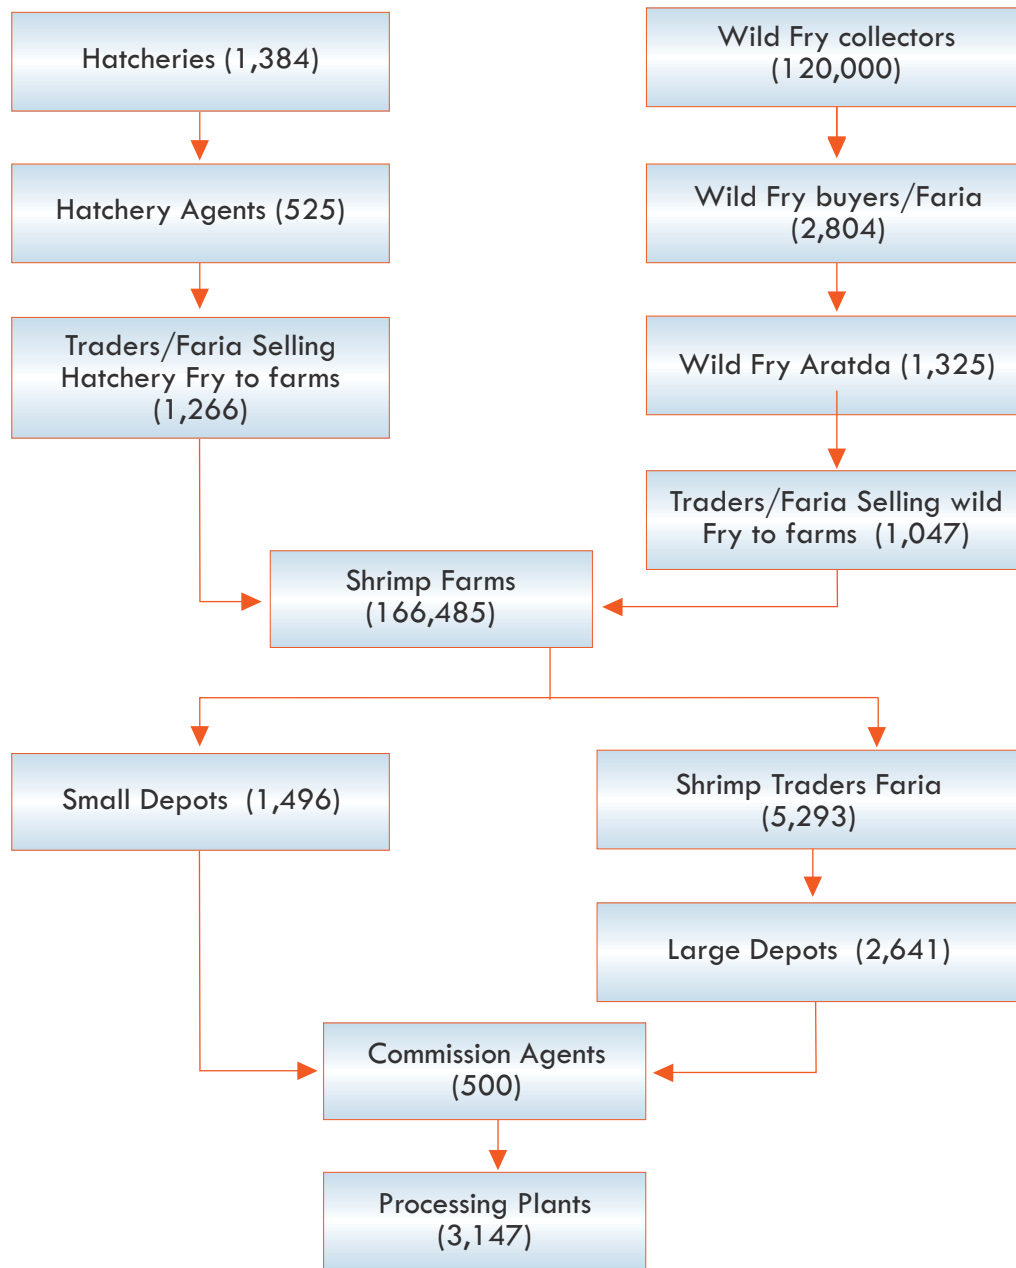 Hatcheries (1,384)
Wild Fry collectors
(120,000)
Hatchery Agents (525)
Wild Fry buyers/Faria
(2,804)
Traders/Faria Selling
Hatchery Fry to farms
(1,266)
Wild Fry Aratda (1,325)
Traders/Faria Selling wild
Fry to farms (1,047)
Shrimp Farms
(166,485)
Small Depots (1,496)
Shrimp Traders Faria
(5,293)
Large Depots (2,641)
Commission Agents
(500)
Processing Plants
(3,147)